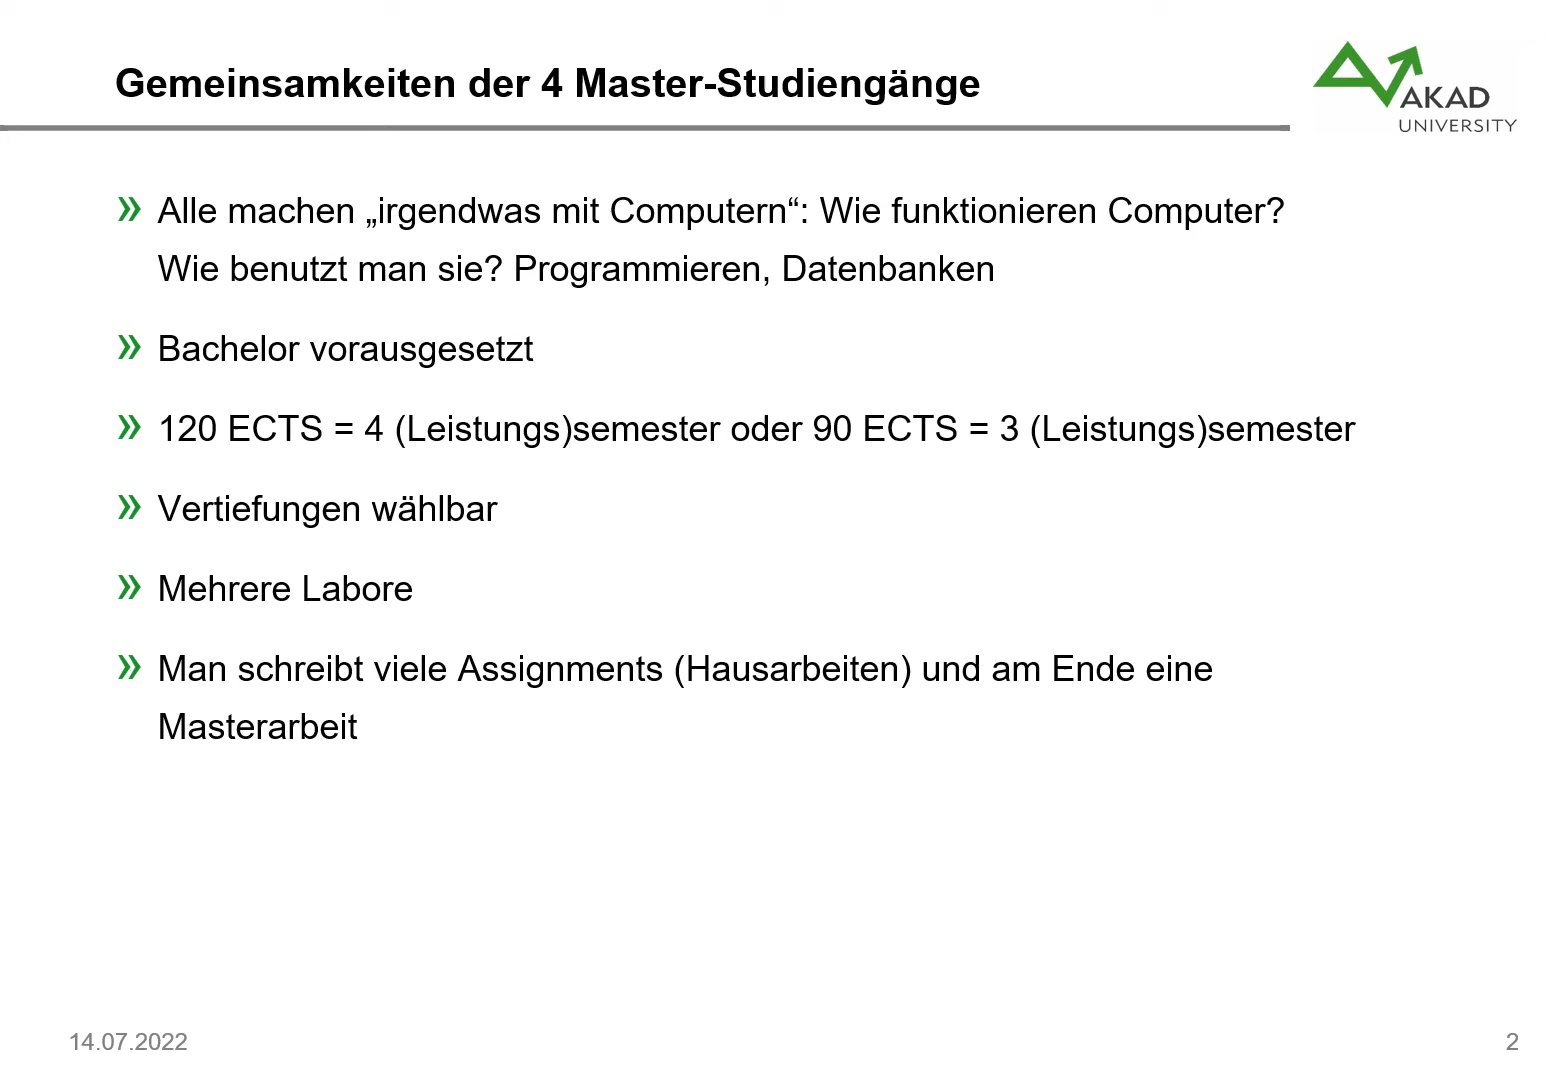 Gemeinsamkeiten der 4 Master-Studiengänge
AKAD
UNIVERSITY
» Alle machen „irgendwas mit Computern“: Wie funktionieren Computer?
Wie benutzt man sie? Programmieren, Datenbanken
» Bachelor vorausgesetzt
» 120 ECTS = 4 (Leistungs)semester oder 90 ECTS = 3 (Leistungs)semester
» Vertiefungen wählbar
» Mehrere Labore
» Man schreibt viele Assignments (Hausarbeiten) und am Ende eine
Masterarbeit
14.07.2022
2